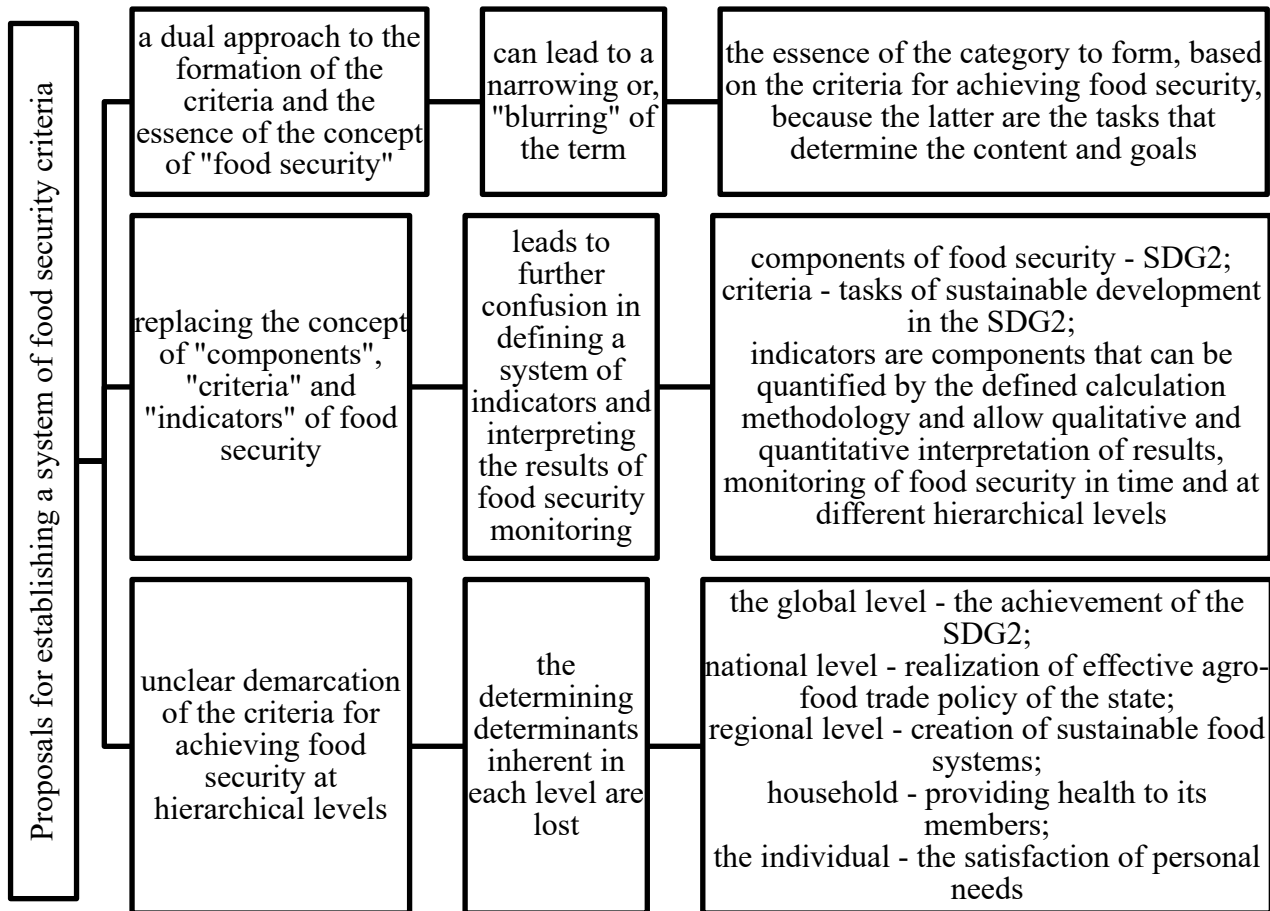 Proposals for establishing a system of food security criteria
a dual approach to the
formation of the
criteria and the
essence of the concept
of "food security"
can lead to a
narrowing or,
"blurring" of
the term
the essence of the category to form, based
on the criteria for achieving food security,
because the latter are the tasks that
determine the content and goals
replacing the concept
of "components",
"criteria" and
"indicators" of food
security
leads to
further
confusion in
defining a
system of
indicators and
interpreting
the results of
food security
monitoring
components of food security - SDG2;
criteria - tasks of sustainable development
in the SDG2;
indicators are components that can be
quantified by the defined calculation
methodology and allow qualitative and
quantitative interpretation of results,
monitoring of food security in time and at
different hierarchical levels
unclear demarcation
of the criteria for
achieving food
security at
hierarchical levels
the
determining
determinants
inherent in
each level are
lost
the global level - the achievement of the
SDG2;
national level - realization of effective agro-
food trade policy of the state;
regional level - creation of sustainable food
systems;
household - providing health to its
members;
the individual - the satisfaction of personal
needs